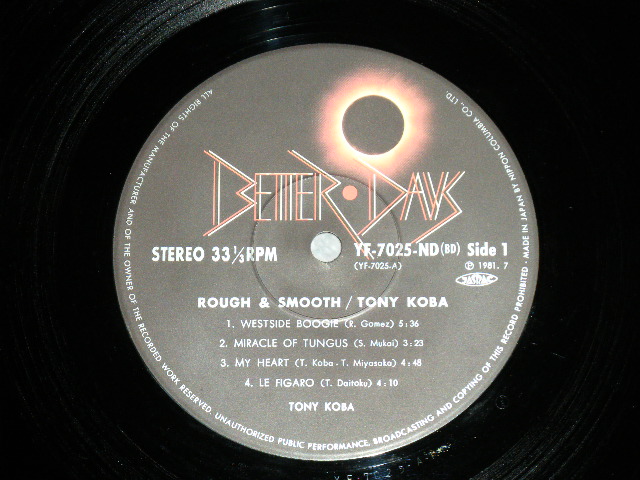 BETTER • DAYS
STEREO 33⅓RPM
YF-7025-ND(BD) Side 1
(YF-7025-A)
℗ 1981. 7
JASRAC
ROUGH & SMOOTH / TONY KOBA
1. WESTSIDE BOOGIE (R. Gomez) 5:36
2. MIRACLE OF TUNGUS (S. Mukai) 3:23
3. MY HEART (T. Koba - T. Miyasaka) 4:48
4. LE FIGARO (T. Daitoku) 4:10
TONY KOBA
ALL RIGHTS OF THE MANUFACTURER AND OF THE OWNER OF THE RECORDED WORK RESERVED. UNAUTHORIZED PUBLIC PERFORMANCE, BROADCASTING AND COPYING OF THIS RECORD PROHIBITED · MADE IN JAPAN BY NIPPON COLUMBIA CO., LTD.